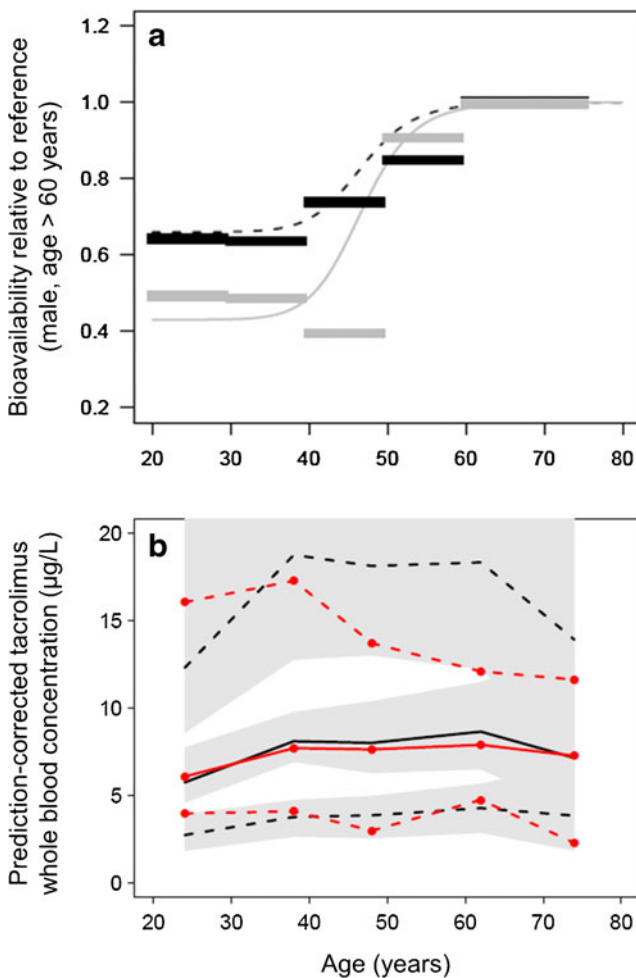 a
Bioavailability relative to reference
(male, age > 60 years)
1.2
1.0
0.8
0.6
0.4
0.2
20 30 40 50 60 70 80
b
Prediction-corrected tacrolimus
whole blood concentration (µg/L)
20
15
10
5
0
20 30 40 50 60 70 80
Age (years)